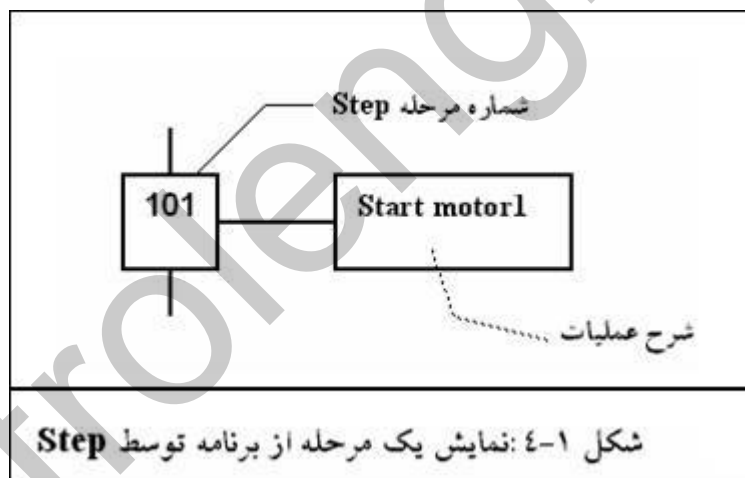 شماره مرحله Step
101
Start motor1
شرح عملیات
شکل ۱-٤ :نمایش یک مرحله از برنامه توسط Step